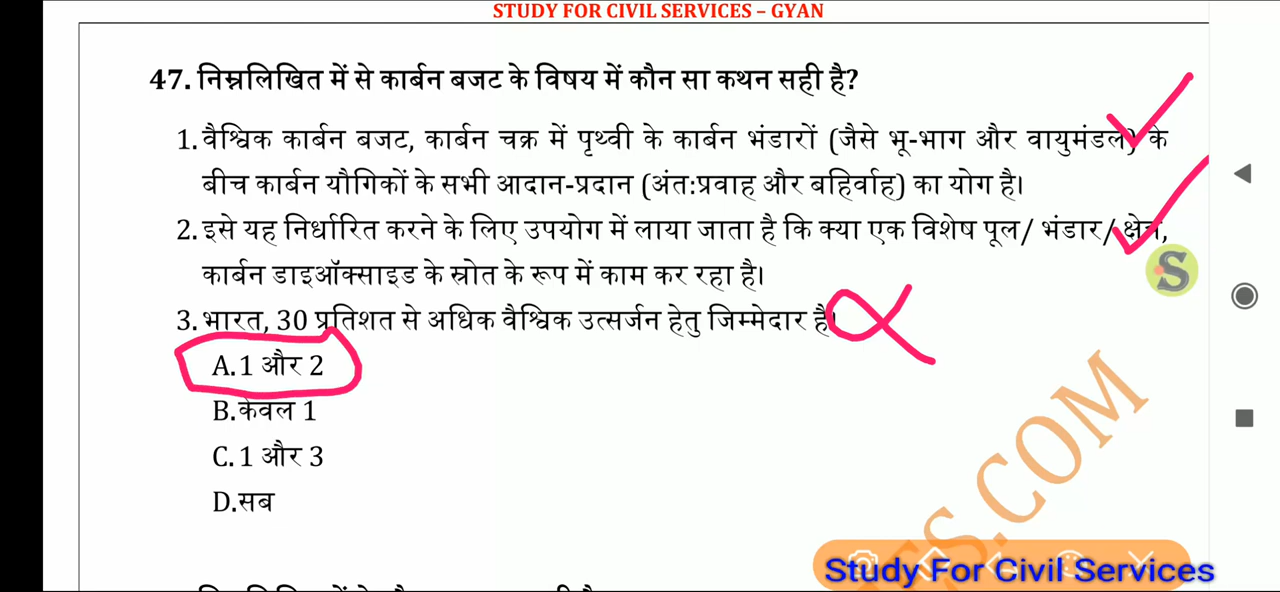 STUDY FOR CIVIL SERVICES – GYAN
47. निम्नलिखित में से कार्बन बजट के विषय में कौन सा कथन सही है?
1. वैश्विक कार्बन बजट, कार्बन चक्र में पृथ्वी के कार्बन भंडारों (जैसे भू-भाग और वायुमंडल) के
बीच कार्बन यौगिकों के सभी आदान-प्रदान (अंत:प्रवाह और बहिर्वाह) का योग है।
2. इसे यह निर्धारित करने के लिए उपयोग में लाया जाता है कि क्या एक विशेष पूल/ भंडार/ क्षेत्र,
कार्बन डाइऑक्साइड के स्रोत के रूप में काम कर रहा है।
S
3. भारत, 30 प्रतिशत से अधिक वैश्विक उत्सर्जन हेतु जिम्मेदार है।
A.1 और 2
B.केवल 1
C.1 और 3
D.सब
ES.COM
Study For Civil Services